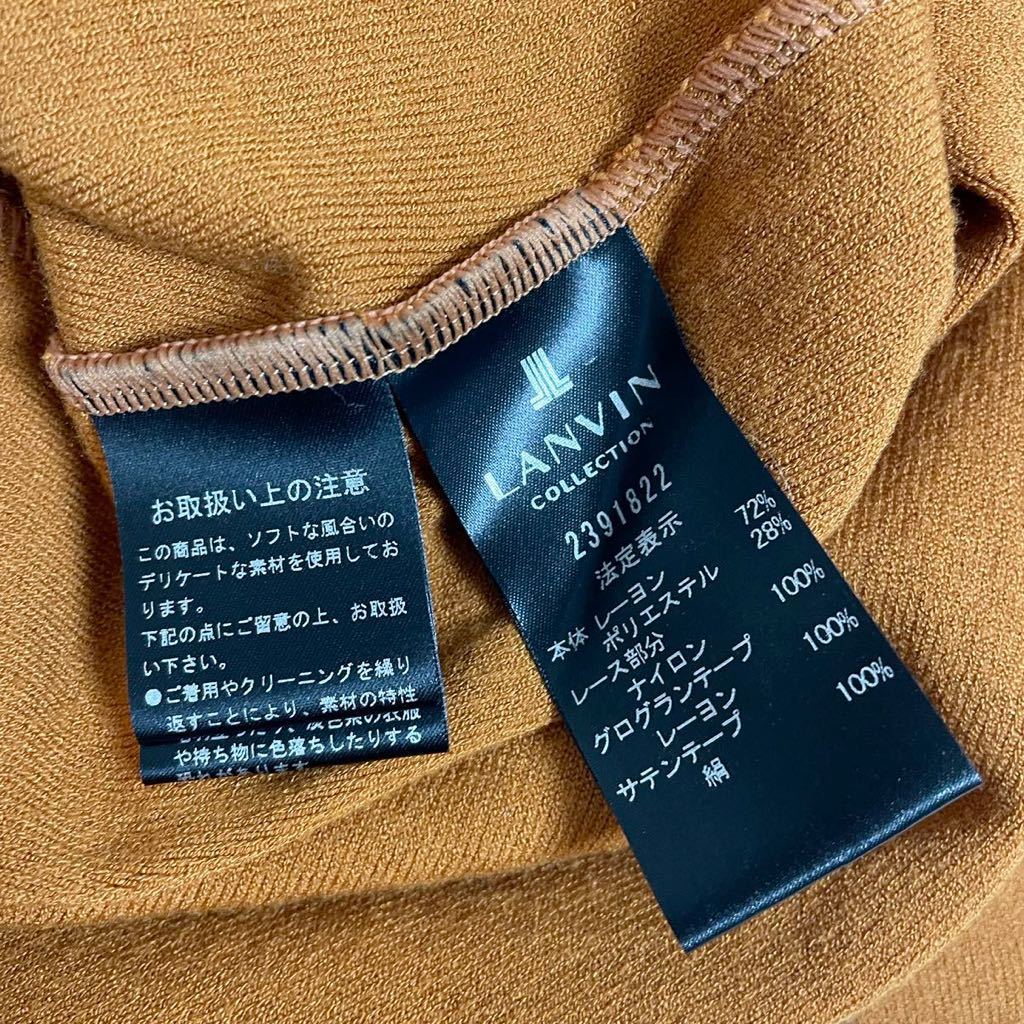 お取扱い上の注意
この商品は、ソフトな風合いの
デリケートな素材を使用してお
ります。
下記の点にご留意の上、お取扱
い下さい。
●ご着用やクリーニングを繰り
返すことにより、素材の特性
や持ち物に色落ちしたりする
LANVIN
COLLECTION
2391822
法定表示
本体 レーヨン 72%
ポリエステル 28%
レース部分
ナイロン 100%
グログランテープ
レーヨン 100%
サテンテープ
絹 100%